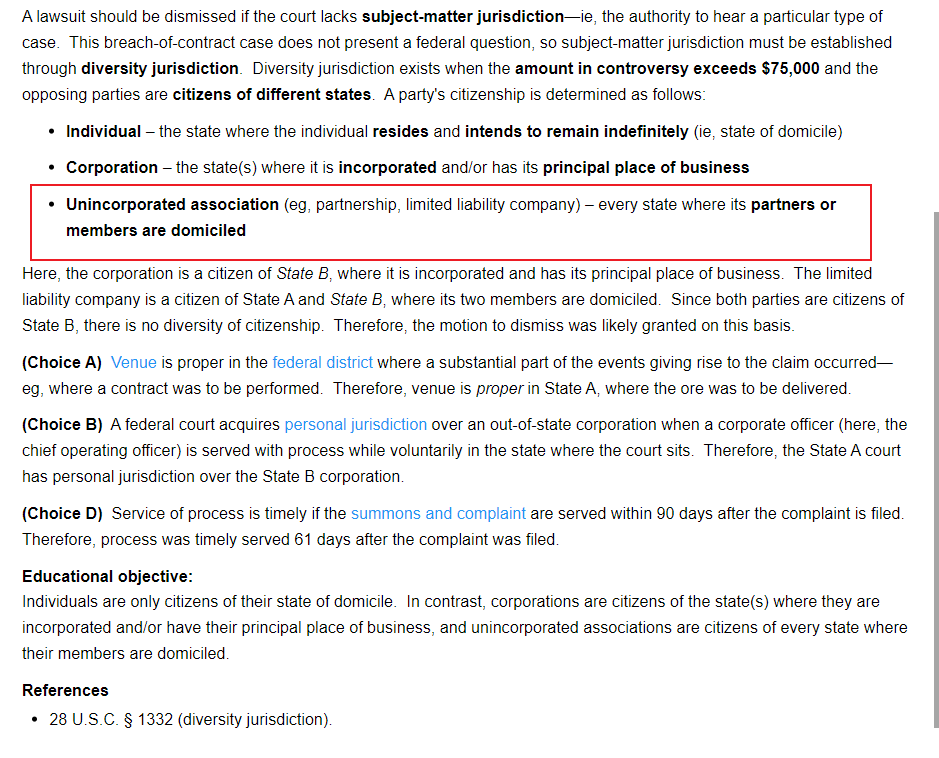 A lawsuit should be dismissed if the court lacks subject-matter jurisdiction—ie, the authority to hear a particular type of
case. This breach-of-contract case does not present a federal question, so subject-matter jurisdiction must be established
through diversity jurisdiction. Diversity jurisdiction exists when the amount in controversy exceeds $75,000 and the
opposing parties are citizens of different states. A party's citizenship is determined as follows:
• Individual – the state where the individual resides and intends to remain indefinitely (ie, state of domicile)
• Corporation – the state(s) where it is incorporated and/or has its principal place of business
• Unincorporated association (eg, partnership, limited liability company) – every state where its partners or
members are domiciled
Here, the corporation is a citizen of State B, where it is incorporated and has its principal place of business. The limited
liability company is a citizen of State A and State B, where its two members are domiciled. Since both parties are citizens of
State B, there is no diversity of citizenship. Therefore, the motion to dismiss was likely granted on this basis.
(Choice A) Venue is proper in the federal district where a substantial part of the events giving rise to the claim occurred—
eg, where a contract was to be performed. Therefore, venue is proper in State A, where the ore was to be delivered.
(Choice B) A federal court acquires personal jurisdiction over an out-of-state corporation when a corporate officer (here, the
chief operating officer) is served with process while voluntarily in the state where the court sits. Therefore, the State A court
has personal jurisdiction over the State B corporation.
(Choice D) Service of process is timely if the summons and complaint are served within 90 days after the complaint is filed.
Therefore, process was timely served 61 days after the complaint was filed.
Educational objective:
Individuals are only citizens of their state of domicile. In contrast, corporations are citizens of the state(s) where they are
incorporated and/or have their principal place of business, and unincorporated associations are citizens of every state where
their members are domiciled.
References
• 28 U.S.C. § 1332 (diversity jurisdiction).